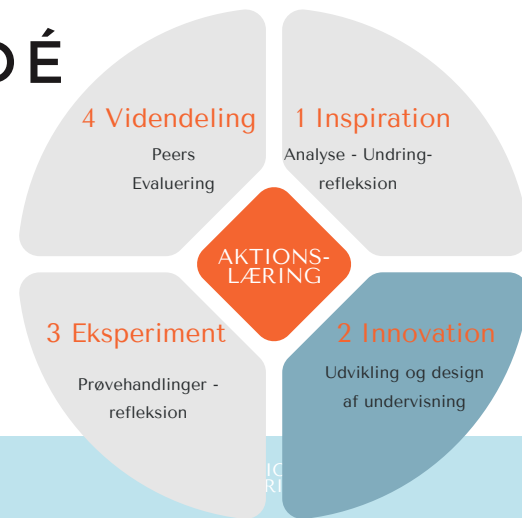 4 Videndeling
Peers
Evaluering
1 Inspiration
Analyse - Undring-
refleksion
AKTIONS-
LÆRING
3 Eksperiment
Prøvehandlinger -
refleksion
2 Innovation
Udvikling og design
af undervisning